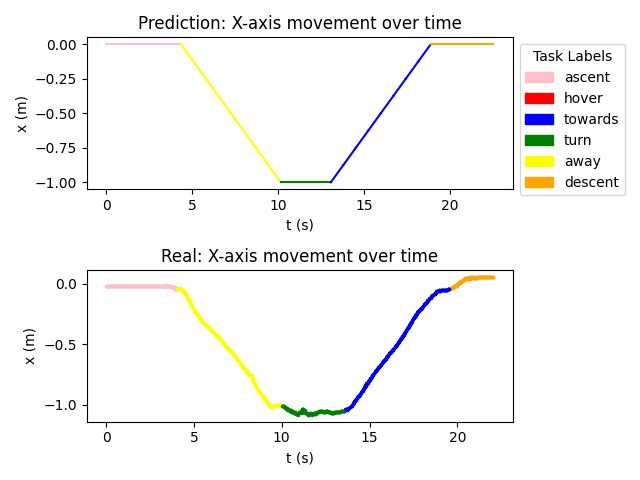 Prediction: X-axis movement over time
0.00
−0.25
−0.50
−0.75
−1.00
x (m)
0 5 10 15 20
t (s)
Task Labels
ascent
hover
towards
turn
away
descent
Real: X-axis movement over time
0.0
−0.5
−1.0
x (m)
0 5 10 15 20
t (s)